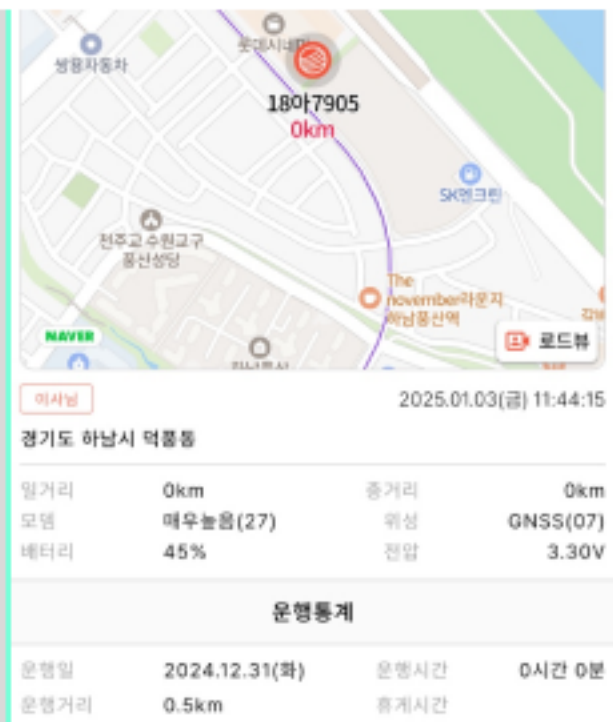 롯데시네마
쌍용자동차
18아7905
0km
SK엔크린
천주교 수원교구
풍산성당
The
november라운지
하남풍산역
NAVER
로드뷰
이사님
2025.01.03(금) 11:44:15
경기도 하남시 덕풍동
일거리 0km 총거리 0km
모뎀 매우높음(27) 위성 GNSS(07)
배터리 45% 전압 3.30V
운행통계
운행일 2024.12.31(화) 운행시간 0시간 0분
운행거리 0.5km 휴게시간